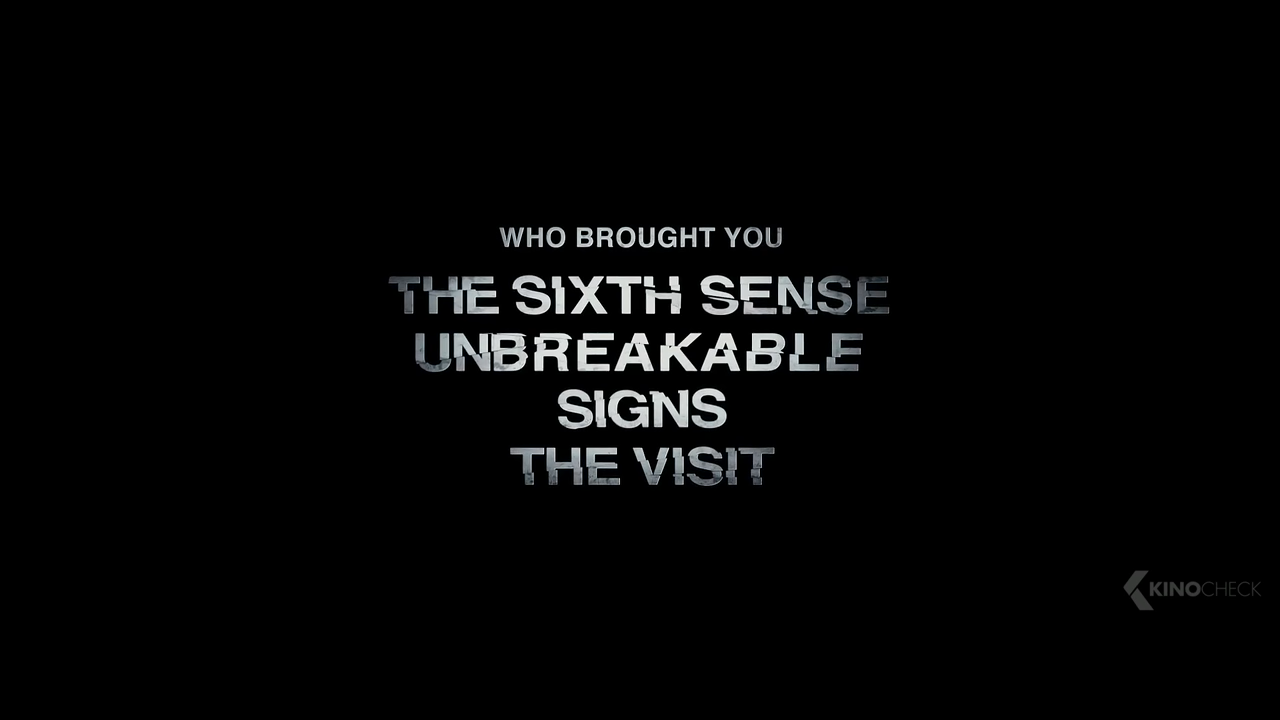 WHO BROUGHT YOU
THE SIXTH SENSE
UNBREAKABLE
SIGNS
THE VISIT
KINOCHECK